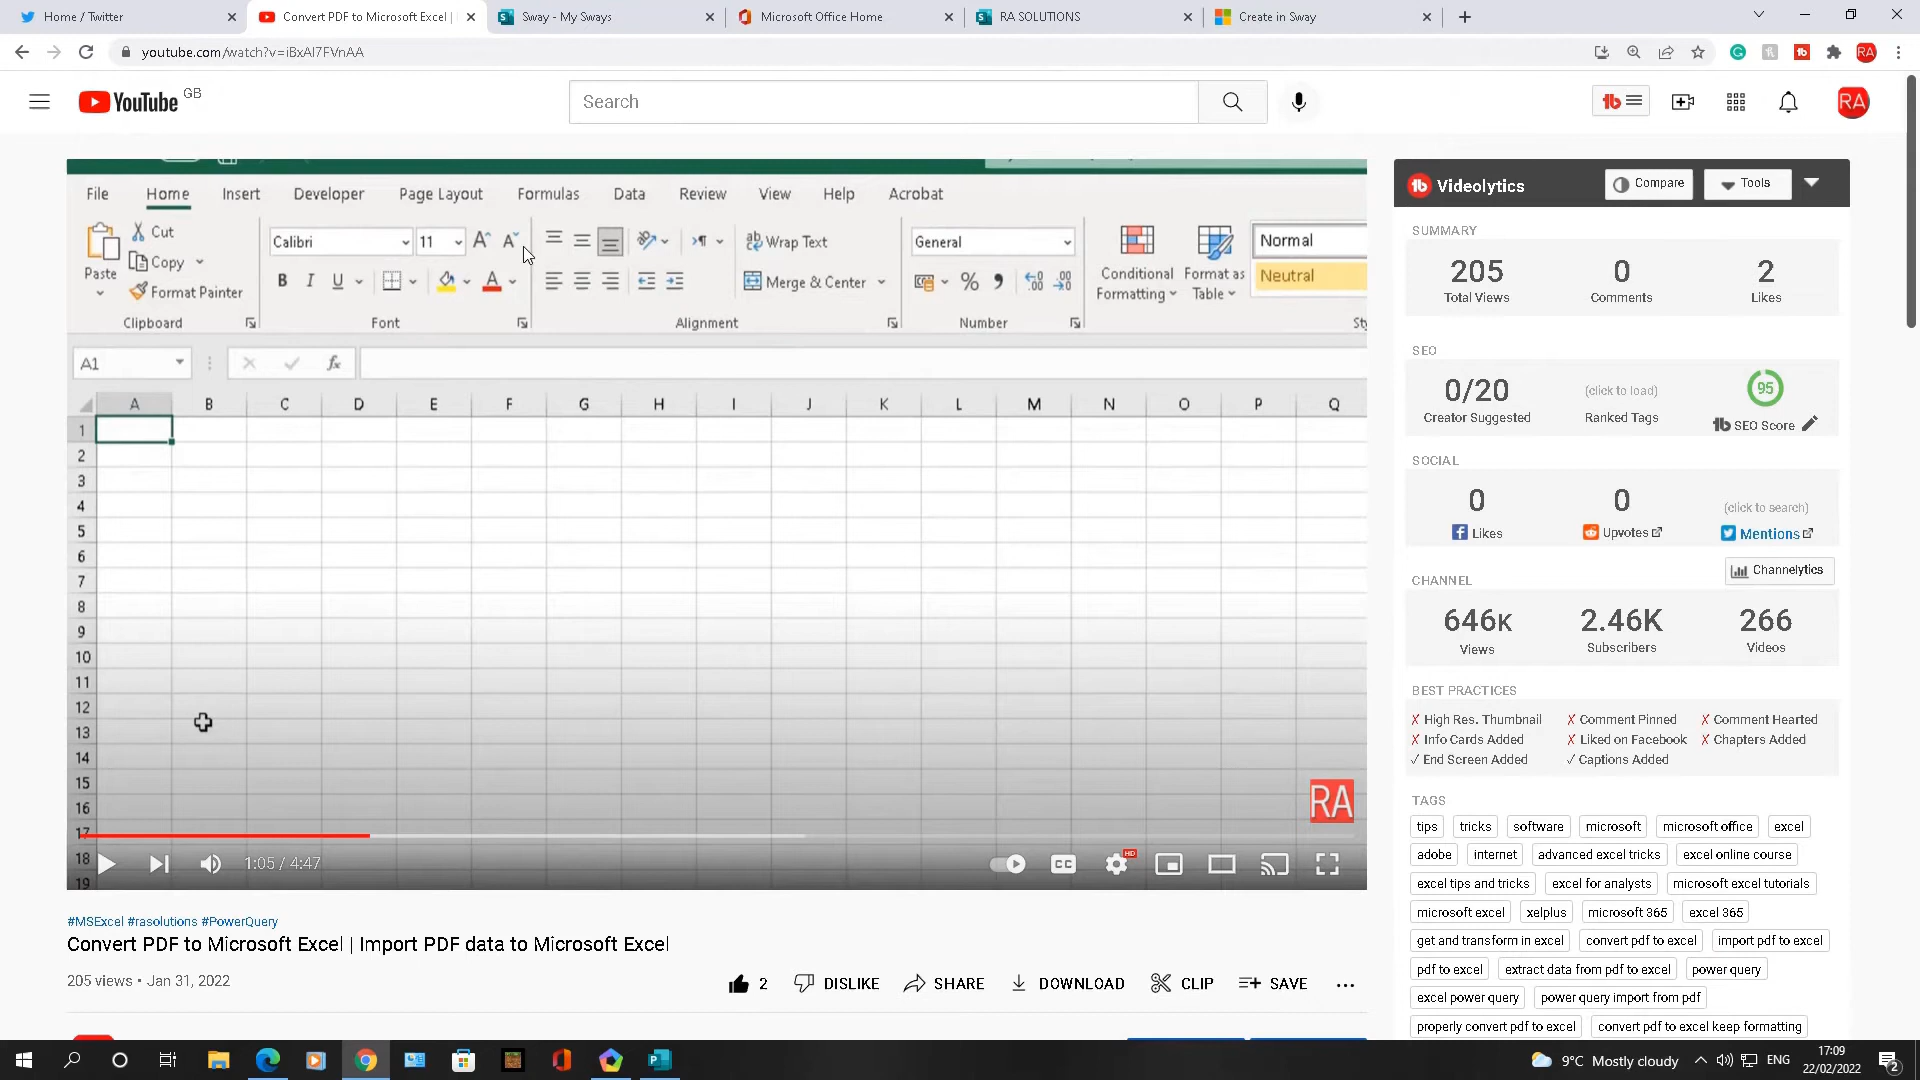 Home / Twitter
Convert PDF to Microsoft Excel |
Sway - My Sways
Microsoft Office Home
RA SOLUTIONS
Create in Sway
youtube.com/watch?v=iBxAI7FVnAA
RA
YouTube GB
Search
RA
File Home Insert Developer Page Layout Formulas Data Review View Help Acrobat
Paste
Cut
Copy
Format Painter
Clipboard
Calibri 11
B I U
Font
Wrap Text
Merge & Center
Alignment
General
Number
Conditional Formatting
Format as Table
Normal
Neutral
A1
fx
A B C D E F G H I J K L M N O P Q
1
2
3
4
5
6
7
8
9
10
11
12
13
14
15
16
17
18
19
RA
1:05 / 4:47
CC
HD
#MSExcel #rasolutions #PowerQuery
Convert PDF to Microsoft Excel | Import PDF data to Microsoft Excel
205 views • Jan 31, 2022
2 DISLIKE SHARE DOWNLOAD CLIP SAVE ...
Videolytics
Compare
Tools
SUMMARY
205 0 2
Total Views Comments Likes
SEO
0/20 (click to load) 95
Creator Suggested Ranked Tags SEO Score
SOCIAL
0 0 (click to search)
Likes Upvotes Mentions
CHANNEL
Channelytics
646K 2.46K 266
Views Subscribers Videos
BEST PRACTICES
✗ High Res. Thumbnail ✗ Comment Pinned ✗ Comment Hearted
✗ Info Cards Added ✗ Liked on Facebook ✗ Chapters Added
✓ End Screen Added ✓ Captions Added
TAGS
tips tricks software microsoft microsoft office excel
adobe internet advanced excel tricks excel online course
excel tips and tricks excel for analysts microsoft excel tutorials
microsoft excel xelplus microsoft 365 excel 365
get and transform in excel convert pdf to excel import pdf to excel
pdf to excel extract data from pdf to excel power query
excel power query power query import from pdf
properly convert pdf to excel convert pdf to excel keep formatting
9°C Mostly cloudy
ENG
17:09
22/02/2022
2